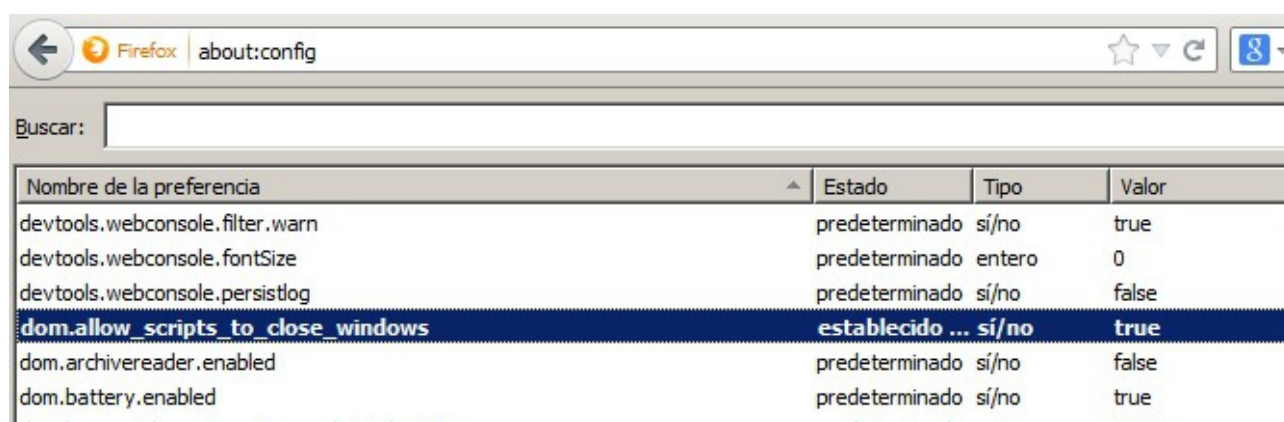 Firefox about:config 8
Buscar:
Nombre de la preferencia Estado Tipo Valor
devtools.webconsole.filter.warn predeterminado sí/no true
devtools.webconsole.fontSize predeterminado entero 0
devtools.webconsole.persistlog predeterminado sí/no false
dom.allow_scripts_to_close_windows establecido ... sí/no true
dom.archivereader.enabled predeterminado sí/no false
dom.battery.enabled predeterminado sí/no true